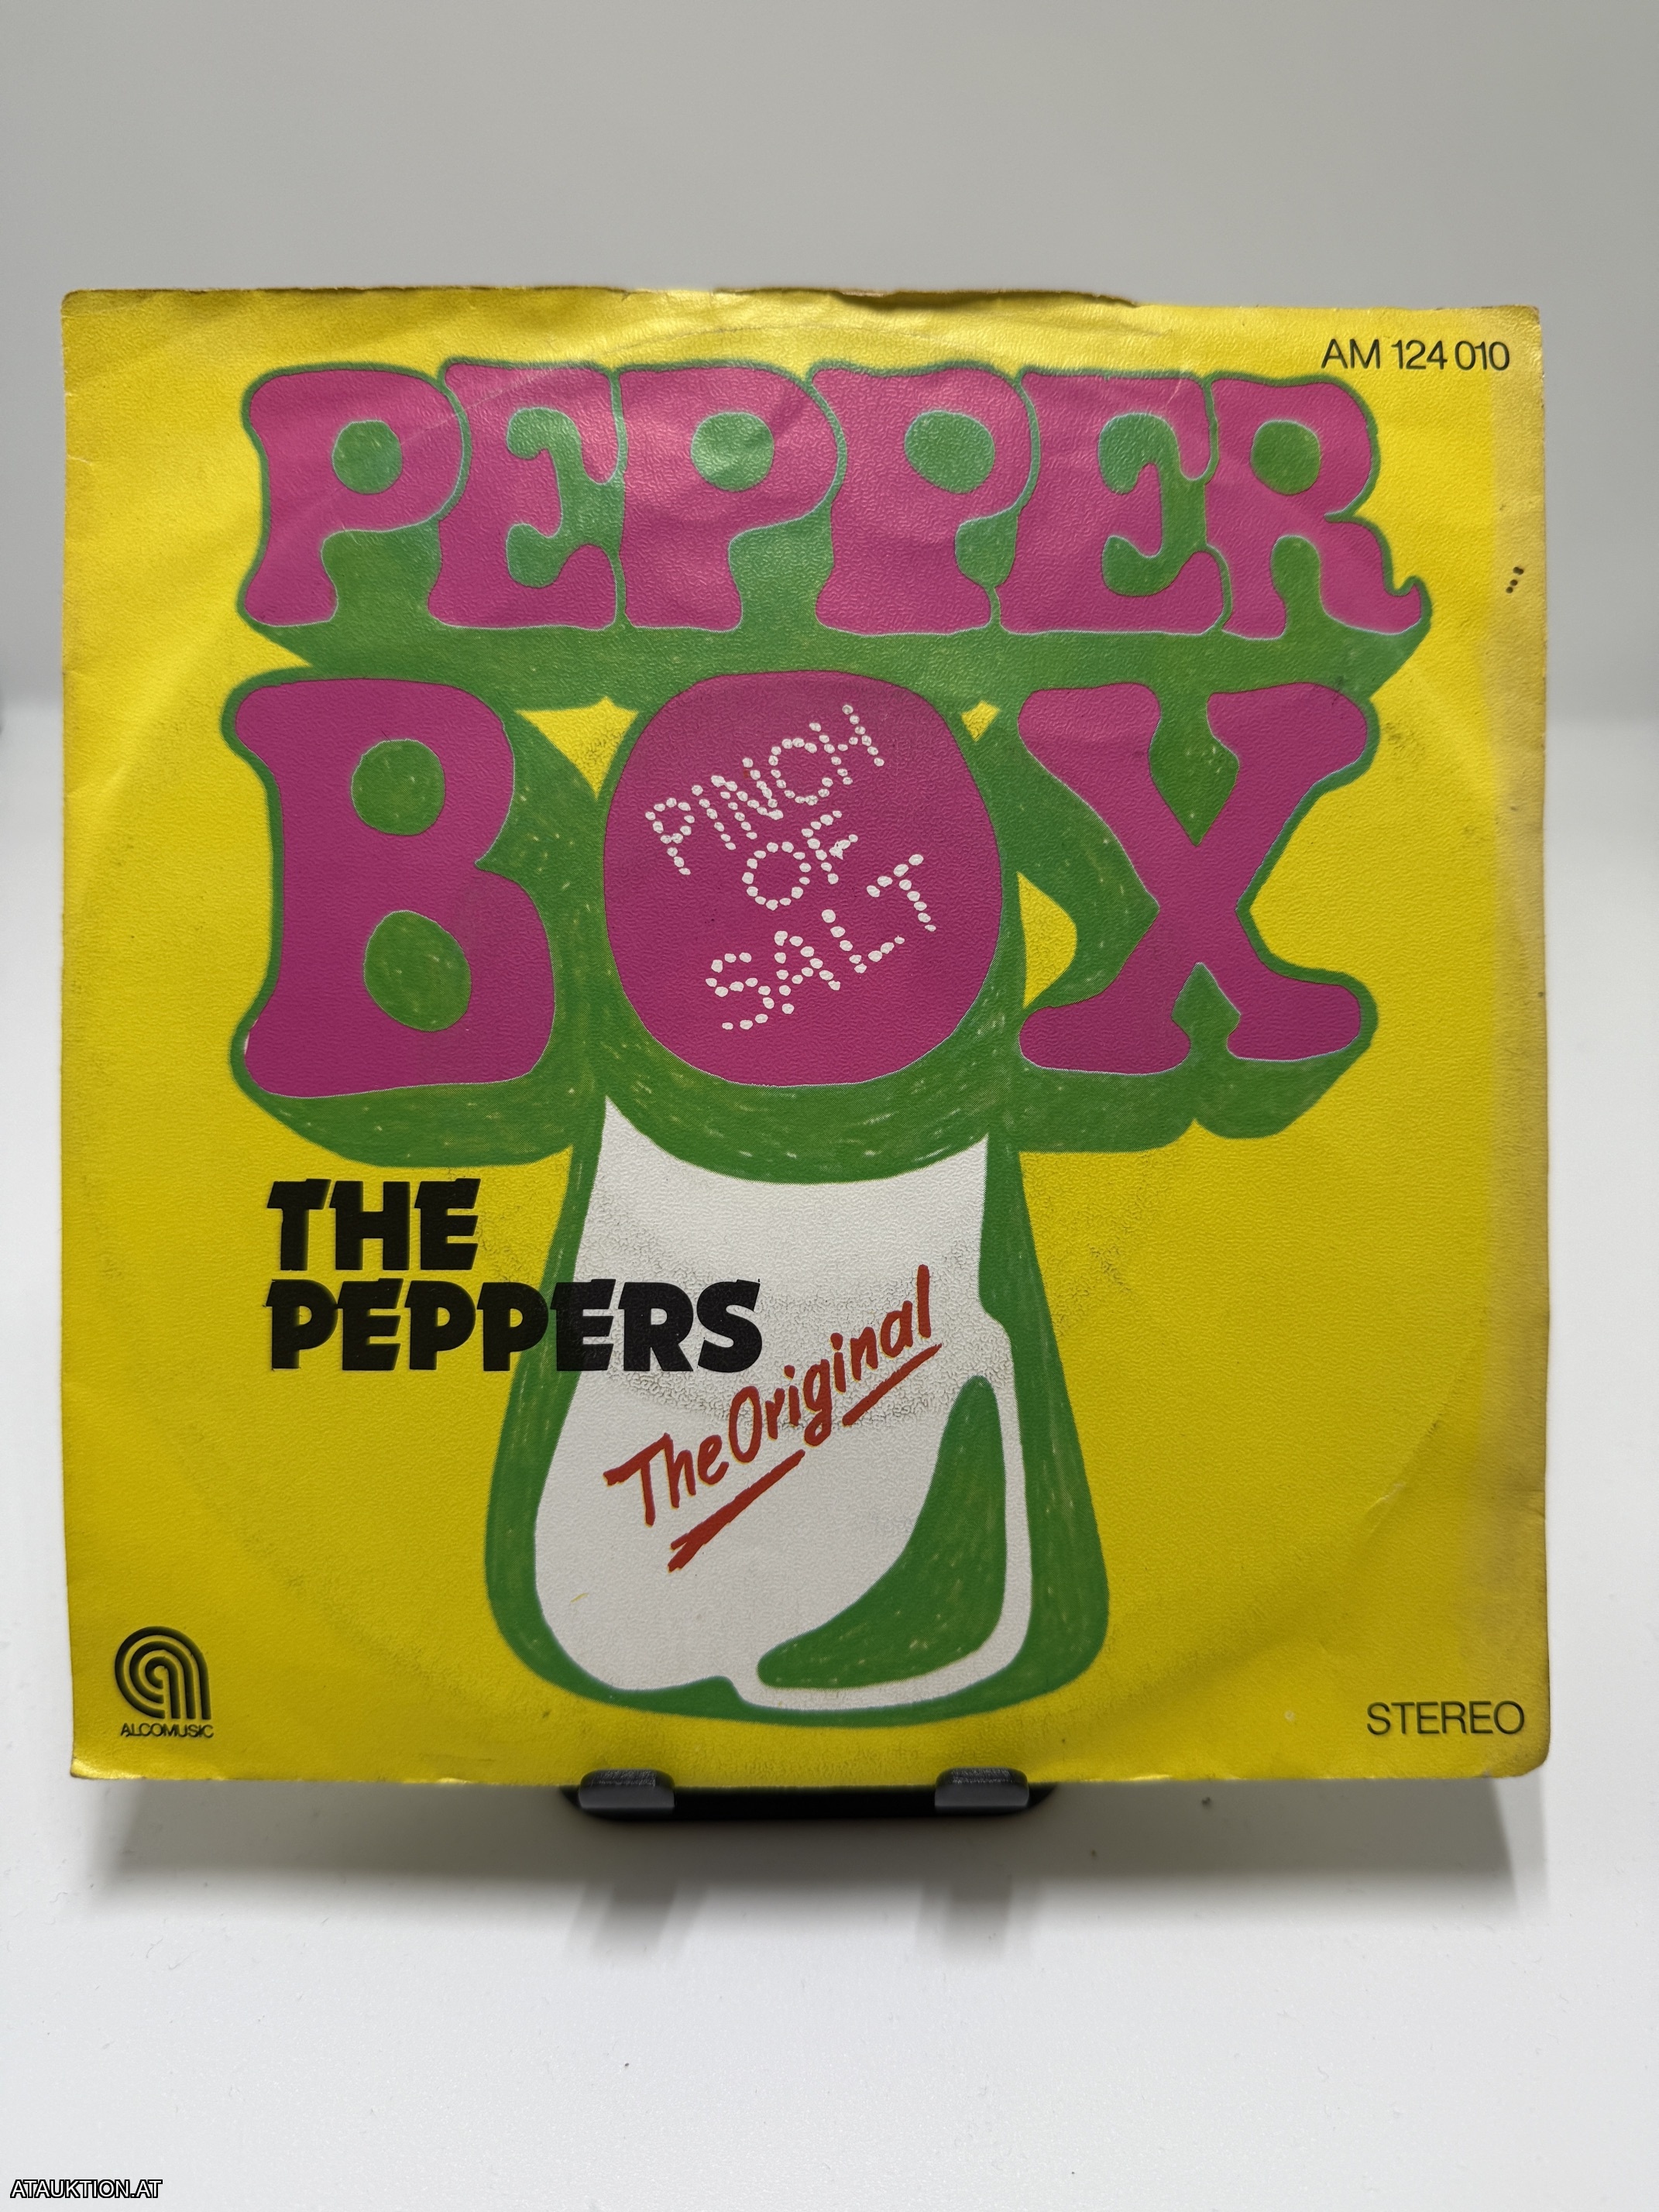 AM 124 010
PEPPER
BOX
PINCH
OF
SALT
THE
PEPPERS
The Original
ALCOMUSIC
STEREO
ATAUKTION.AT